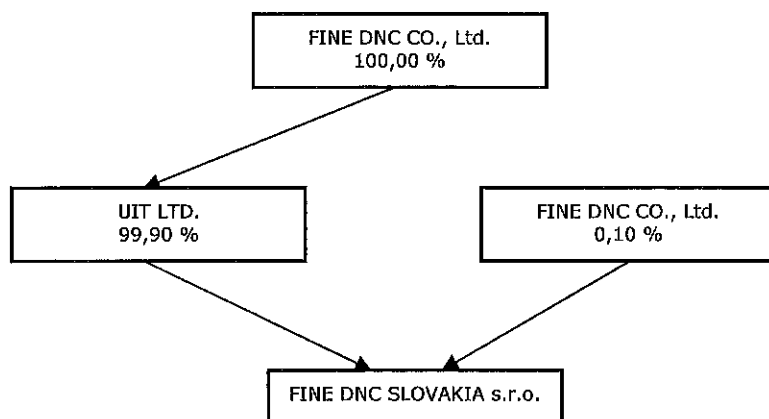 FINE DNC CO., Ltd.
100,00 %
UIT LTD.
99,90 %
FINE DNC CO., Ltd.
0,10 %
FINE DNC SLOVAKIA s.r.o.